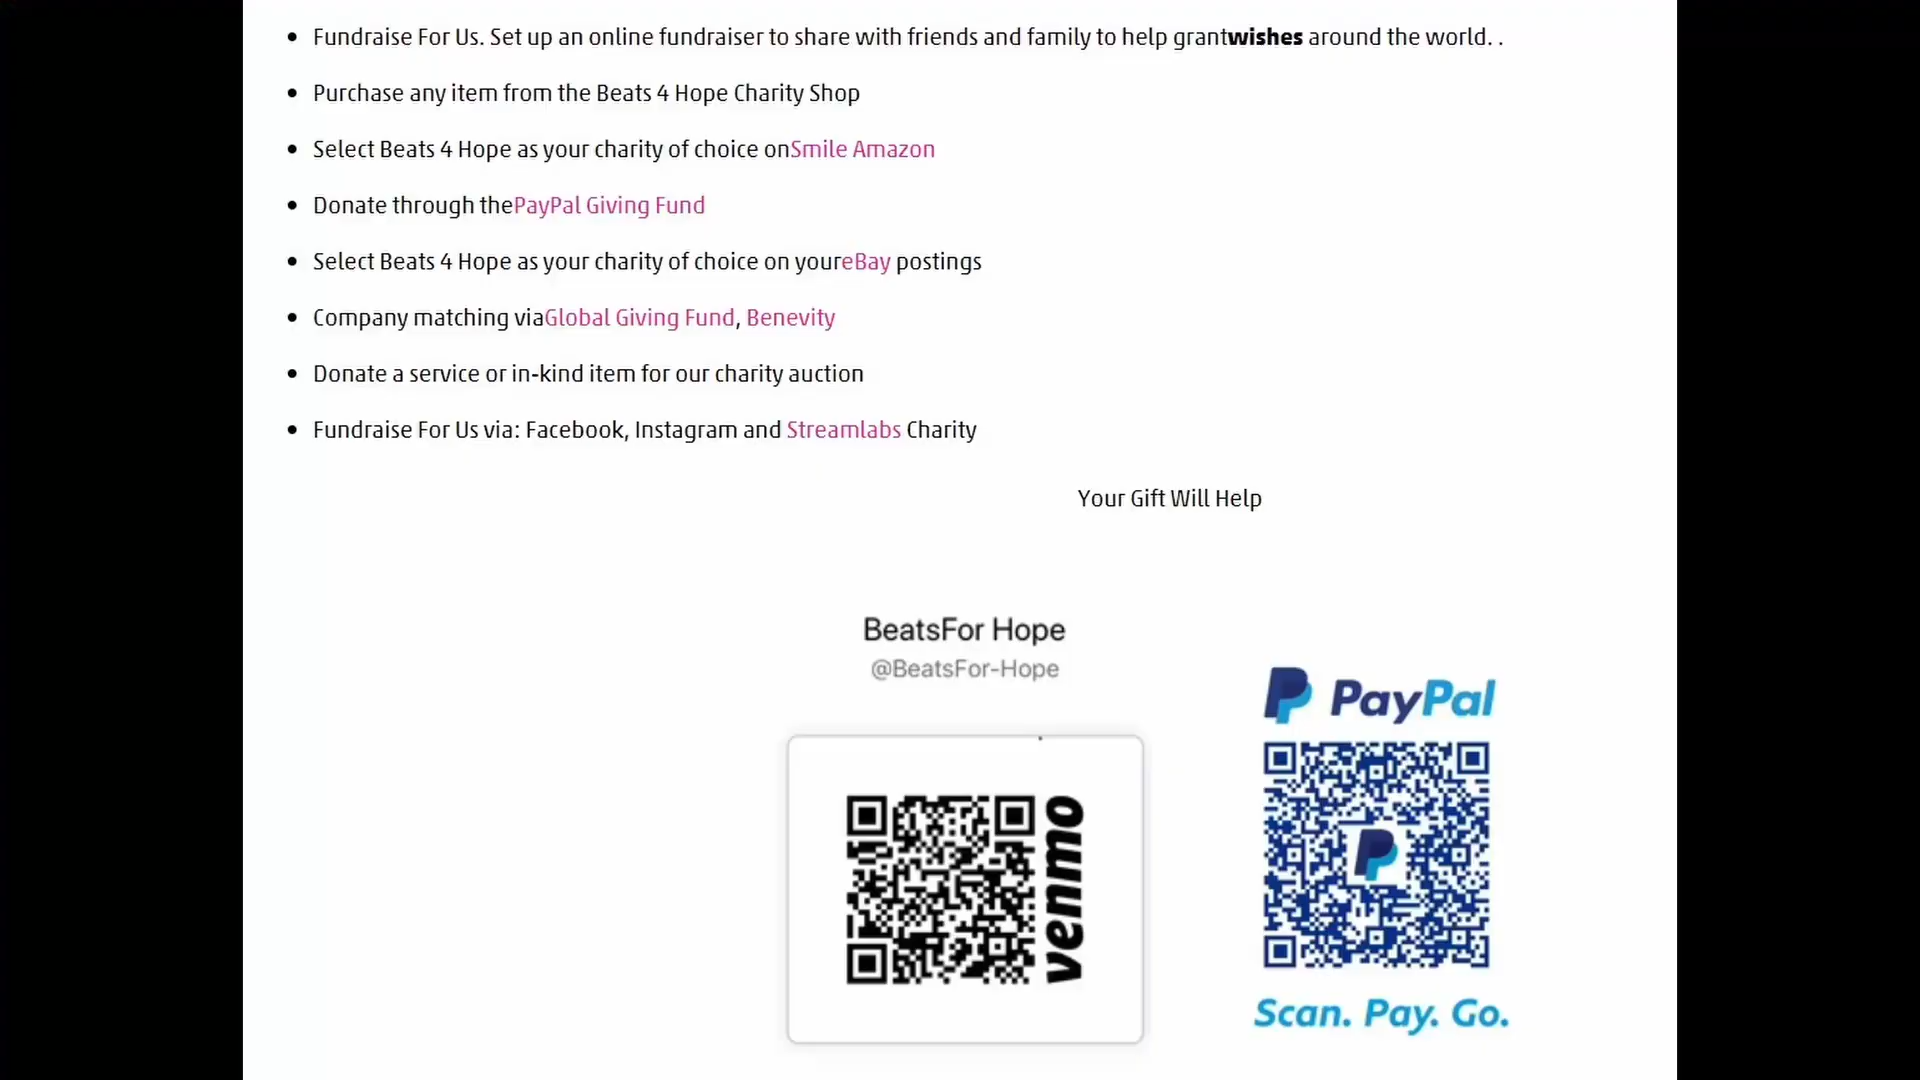 Fundraise For Us. Set up an online fundraiser to share with friends and family to help grantwishes around the world. .
Purchase any item from the Beats 4 Hope Charity Shop
Select Beats 4 Hope as your charity of choice onSmile Amazon
Donate through thePayPal Giving Fund
Select Beats 4 Hope as your charity of choice on youreBay postings
Company matching viaGlobal Giving Fund, Benevity
Donate a service or in-kind item for our charity auction
Fundraise For Us via: Facebook, Instagram and Streamlabs Charity
Your Gift Will Help
BeatsFor Hope
@BeatsFor-Hope
venmo
PayPal
Scan. Pay. Go.